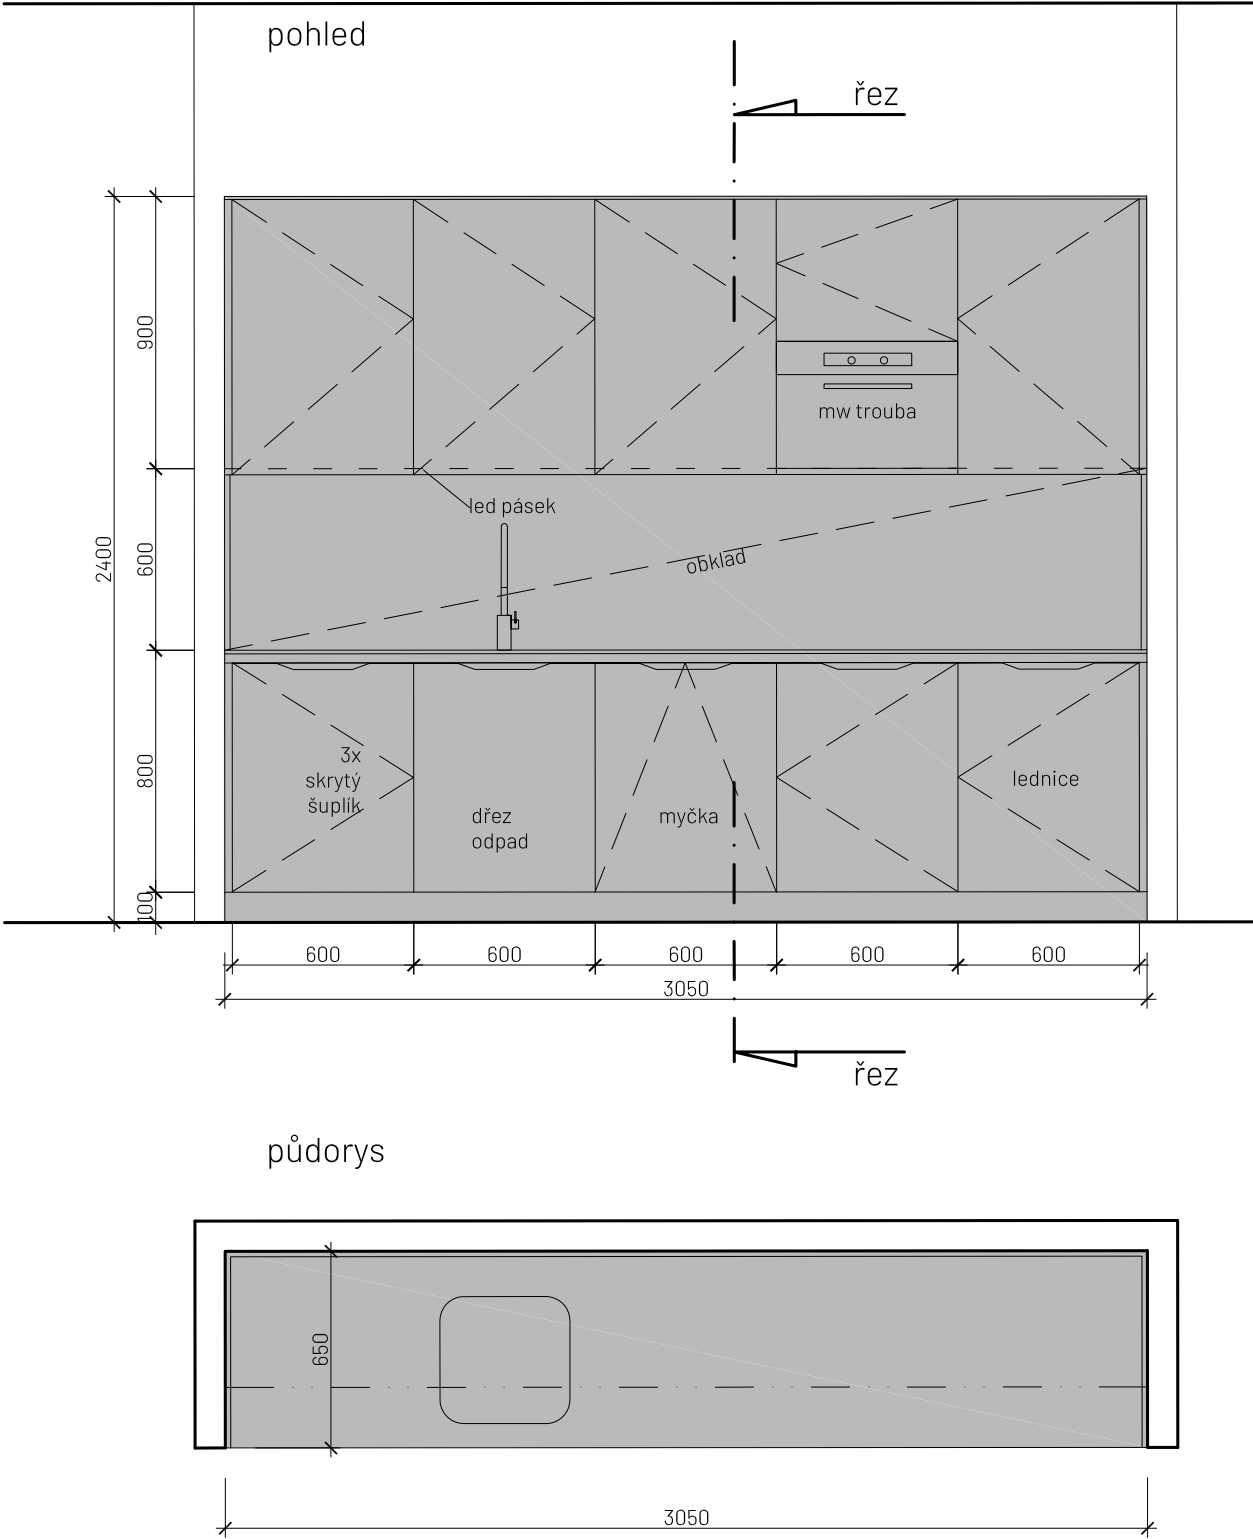 pohled
řez
900
mw trouba
led pásek
2400
600
obklad
800
3x
skrytý
šuplík
dřez
odpad
myčka
lednice
100
600
600
600
600
600
3050
řez
půdorys
650
3050